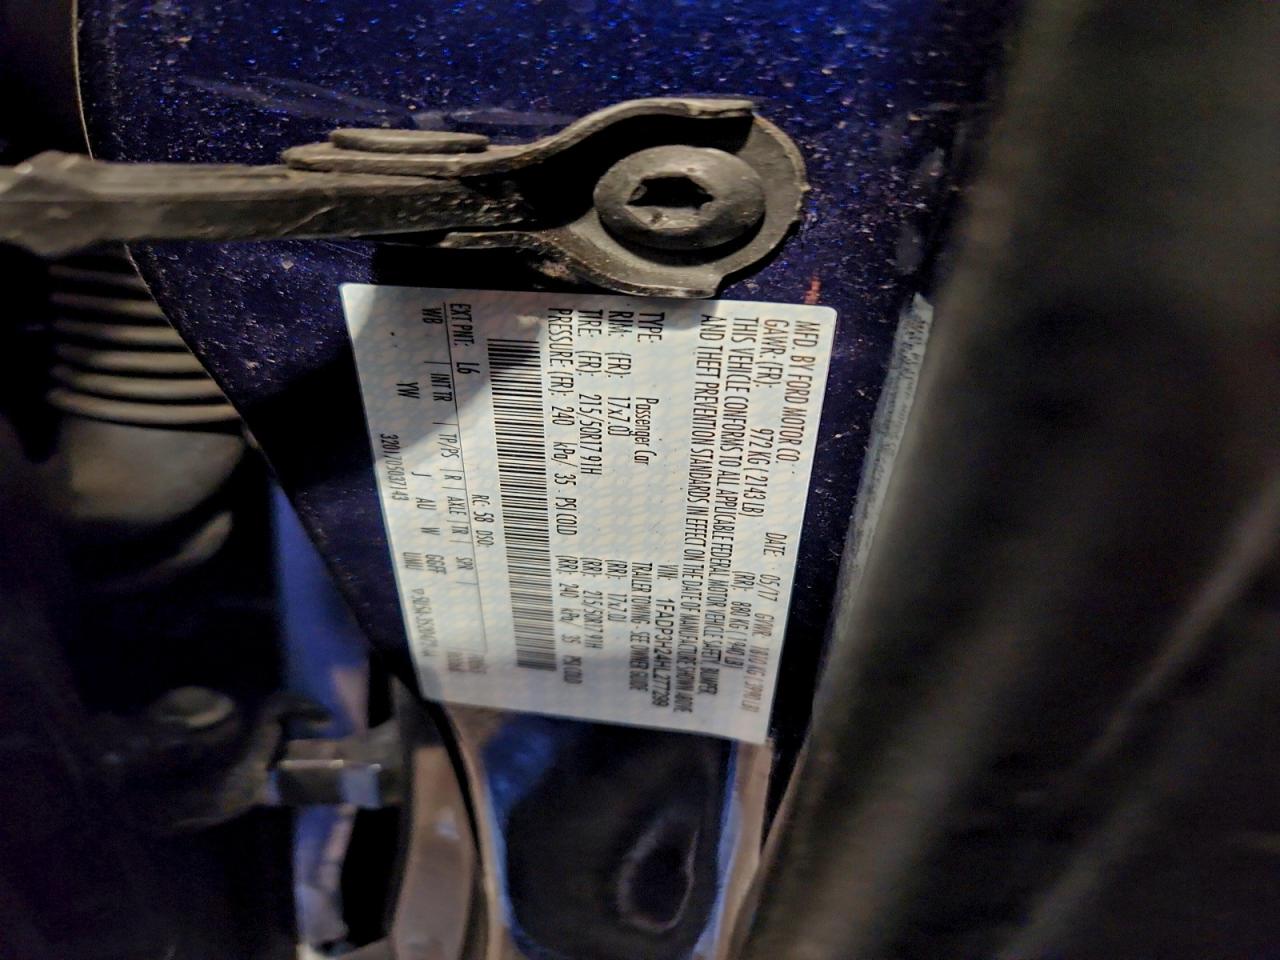 MFD. BY FORD MOTOR CO. DATE: 05/17 GVWR:
GAWR: (FR): 972 KG ( 2143 LB) (RR): 880 KG ( 1940 LB)
THIS VEHICLE CONFORMS TO ALL APPLICABLE FEDERAL MOTOR VEHICLE SAFETY, BUMPER,
AND THEFT PREVENTION STANDARDS IN EFFECT ON THE DATE OF MANUFACTURE SHOWN ABOVE
VIN: 1FADP3H24HL277299
TYPE: Passenger Car TRAILER TOWING - SEE OWNER GUIDE
RIM: (FR): 17x7.0J (RR): 17x7.0J
TIRE: (FR): 215/50R17 91H (RR): 215/50R17 91H
PRESSURE (FR): 240 kPa/ 35 - PSI COLD (RR): 240 kPa/ 35 PSI COLD
RC: 58 DSO:
EXT PNT: L6 INT TR TP/PS R AXLE TR SPR
WB YW J AU W GGFF UUUU
320170503743